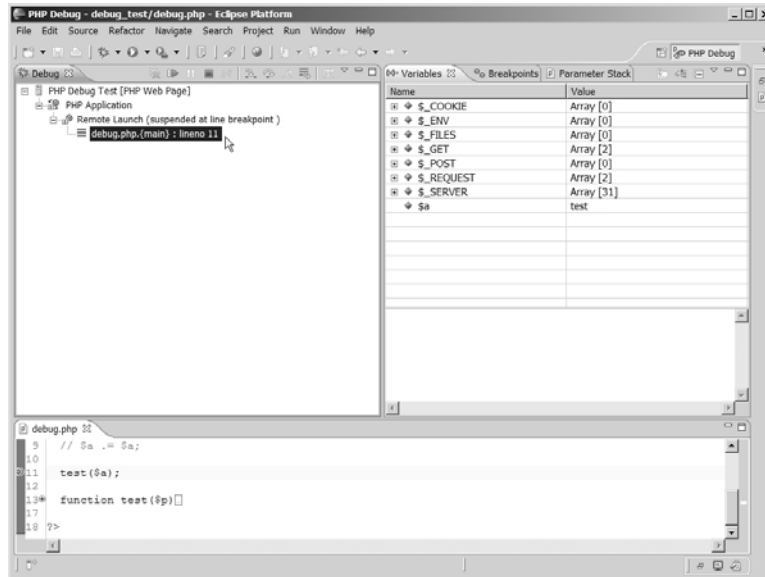 PHP Debug - debug_test/debug.php - Eclipse Platform
File Edit Source Refactor Navigate Search Project Run Window Help
PHP Debug
Debug
PHP Debug Test [PHP Web Page]
PHP Application
Remote Launch (suspended at line breakpoint )
debug.php.{main} : lineno 11
Variables Breakpoints Parameter Stack
Name Value
$_COOKIE Array [0]
$_ENV Array [0]
$_FILES Array [0]
$_GET Array [2]
$_POST Array [0]
$_REQUEST Array [2]
$_SERVER Array [31]
$a test
debug.php
9 // $a .= $a;
10
11 test($a);
12
13 function test($p)
17
18 ?>